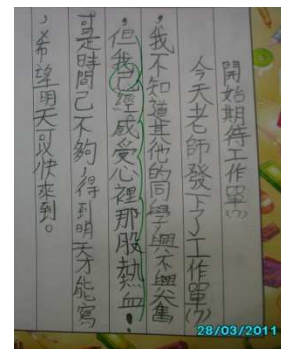 開始期待工作單(7)
今天老師發下了工作單(7)
，我不知道其他的同學興不興奮
，但我已經感受心裡那股熱血！
可是時間已不夠，得到明天才能寫
，希望明天可以快來到。
28/03/2011